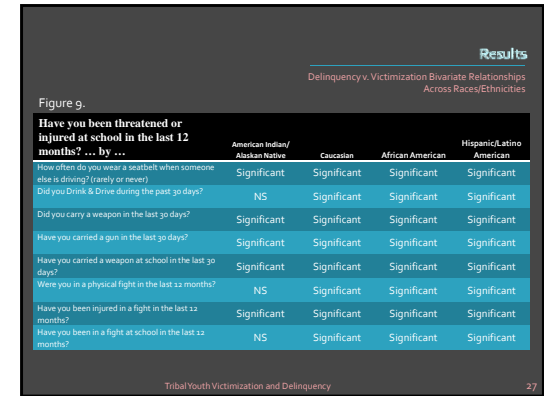 Results
Delinquency v. Victimization Bivariate Relationships
Across Races/Ethnicities
Figure 9.
Have you been threatened or
injured at school in the last 12
months? … by …
American Indian/
Alaskan Native
Caucasian
African American
Hispanic/Latino
American
How often do you wear a seatbelt when someone
else is driving? (rarely or never)
Significant Significant Significant Significant
Did you Drink & Drive during the past 30 days?
NS Significant Significant Significant
Did you carry a weapon in the last 30 days?
Significant Significant Significant Significant
Have you carried a gun in the last 30 days?
Significant Significant Significant Significant
Have you carried a weapon at school in the last 30
days?
Significant Significant Significant Significant
Were you in a physical fight in the last 12 months?
NS Significant Significant Significant
Have you been injured in a fight in the last 12
months?
Significant Significant Significant Significant
Have you been in a fight at school in the last 12
months?
NS Significant Significant Significant
Tribal Youth Victimization and Delinquency
27